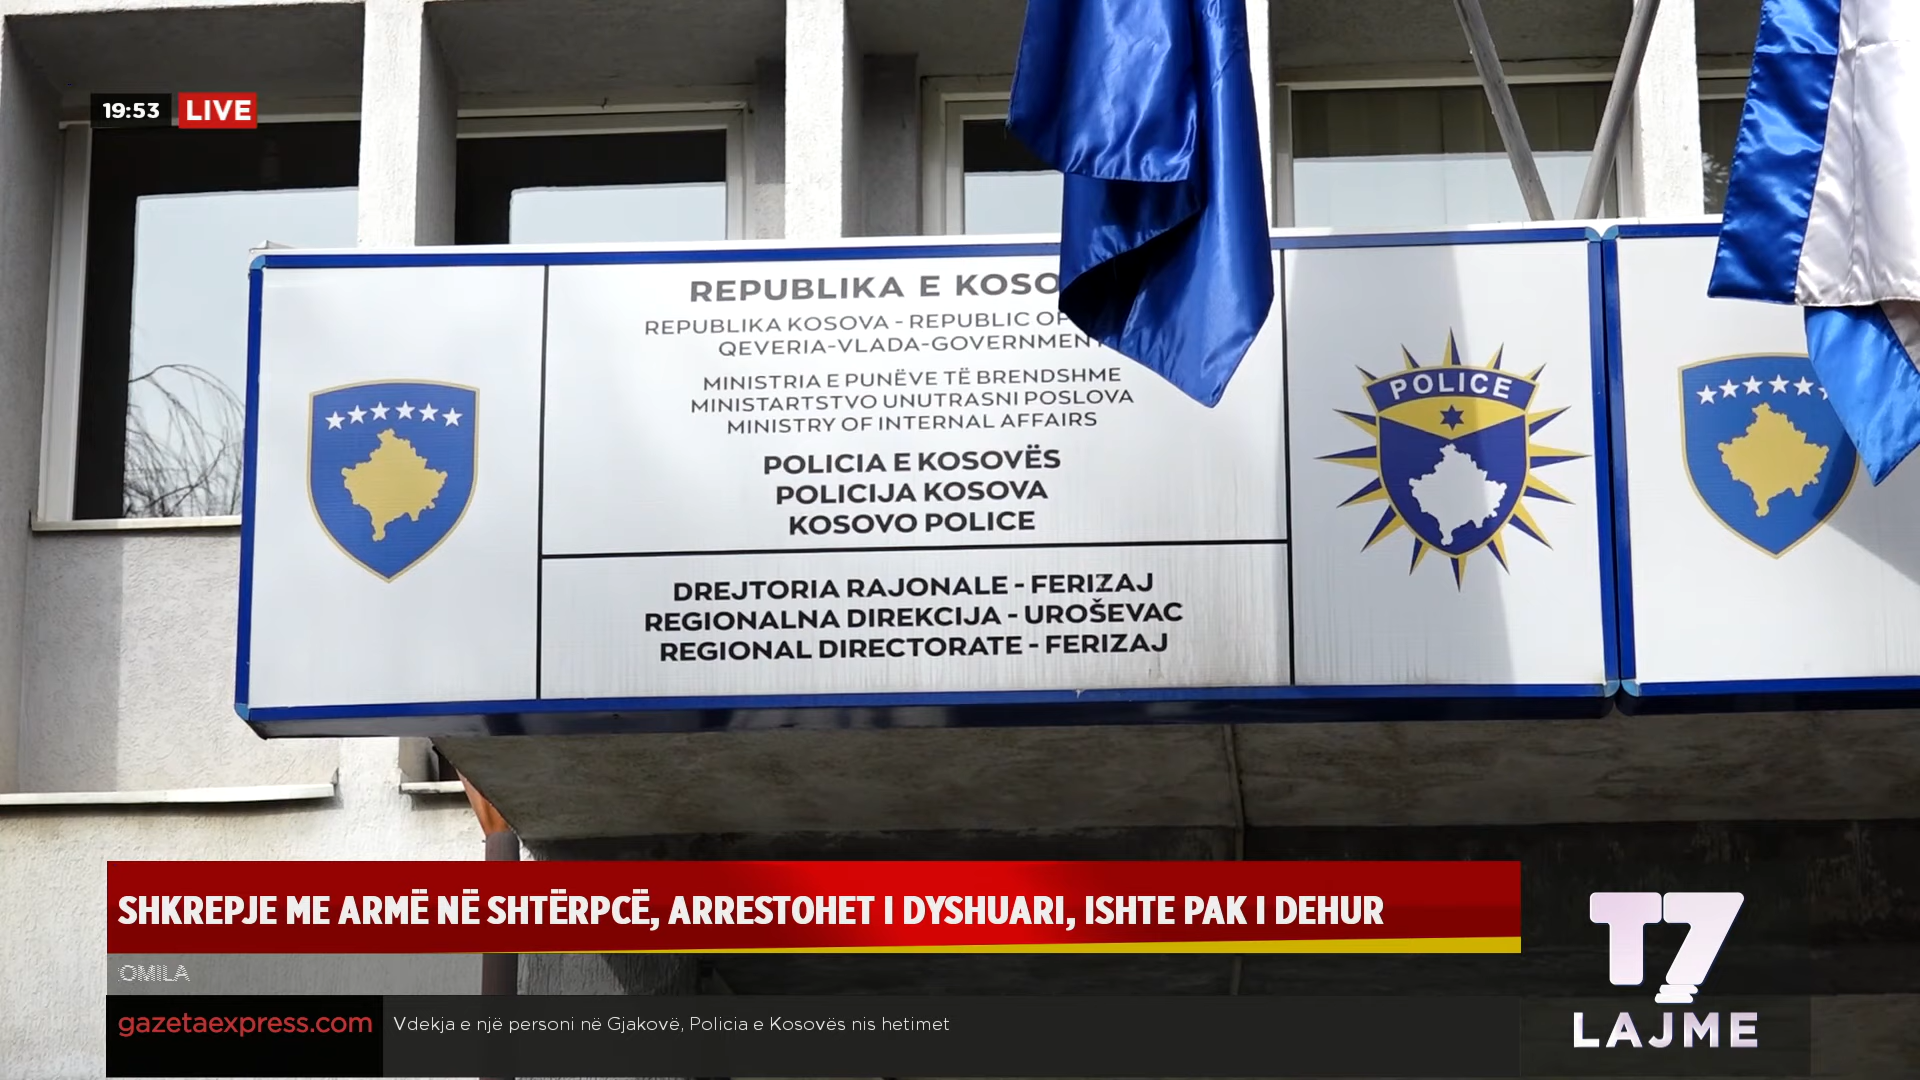 19:53 LIVE
REPUBLIKA E
REPUBLIKA KOSOVA - REPUBLIC OF
QEVERIA-VLADA-GOVERNMENT
MINISTRIA E PUNËVE TË BRENDSHME
MINISTARTSTVO UNUTRASNI POSLOVA
MINISTRY OF INTERNAL AFFAIRS
POLICIA E KOSOVËS
POLICIJA KOSOVA
KOSOVO POLICE
DREJTORIA RAJONALE - FERIZAJ
REGIONALNA DIREKCIJA - UROŠEVAC
REGIONAL DIRECTORATE - FERIZAJ
POLICE
SHKREPJE ME ARMË NË SHTËRPCË, ARRESTOHET I DYSHUARI, ISHTE PAK I DEHUR
OMILA
gazetaexpress.com
Vdekja e një personi në Gjakovë, Policia e Kosovës nis hetimet
T7
LAJME